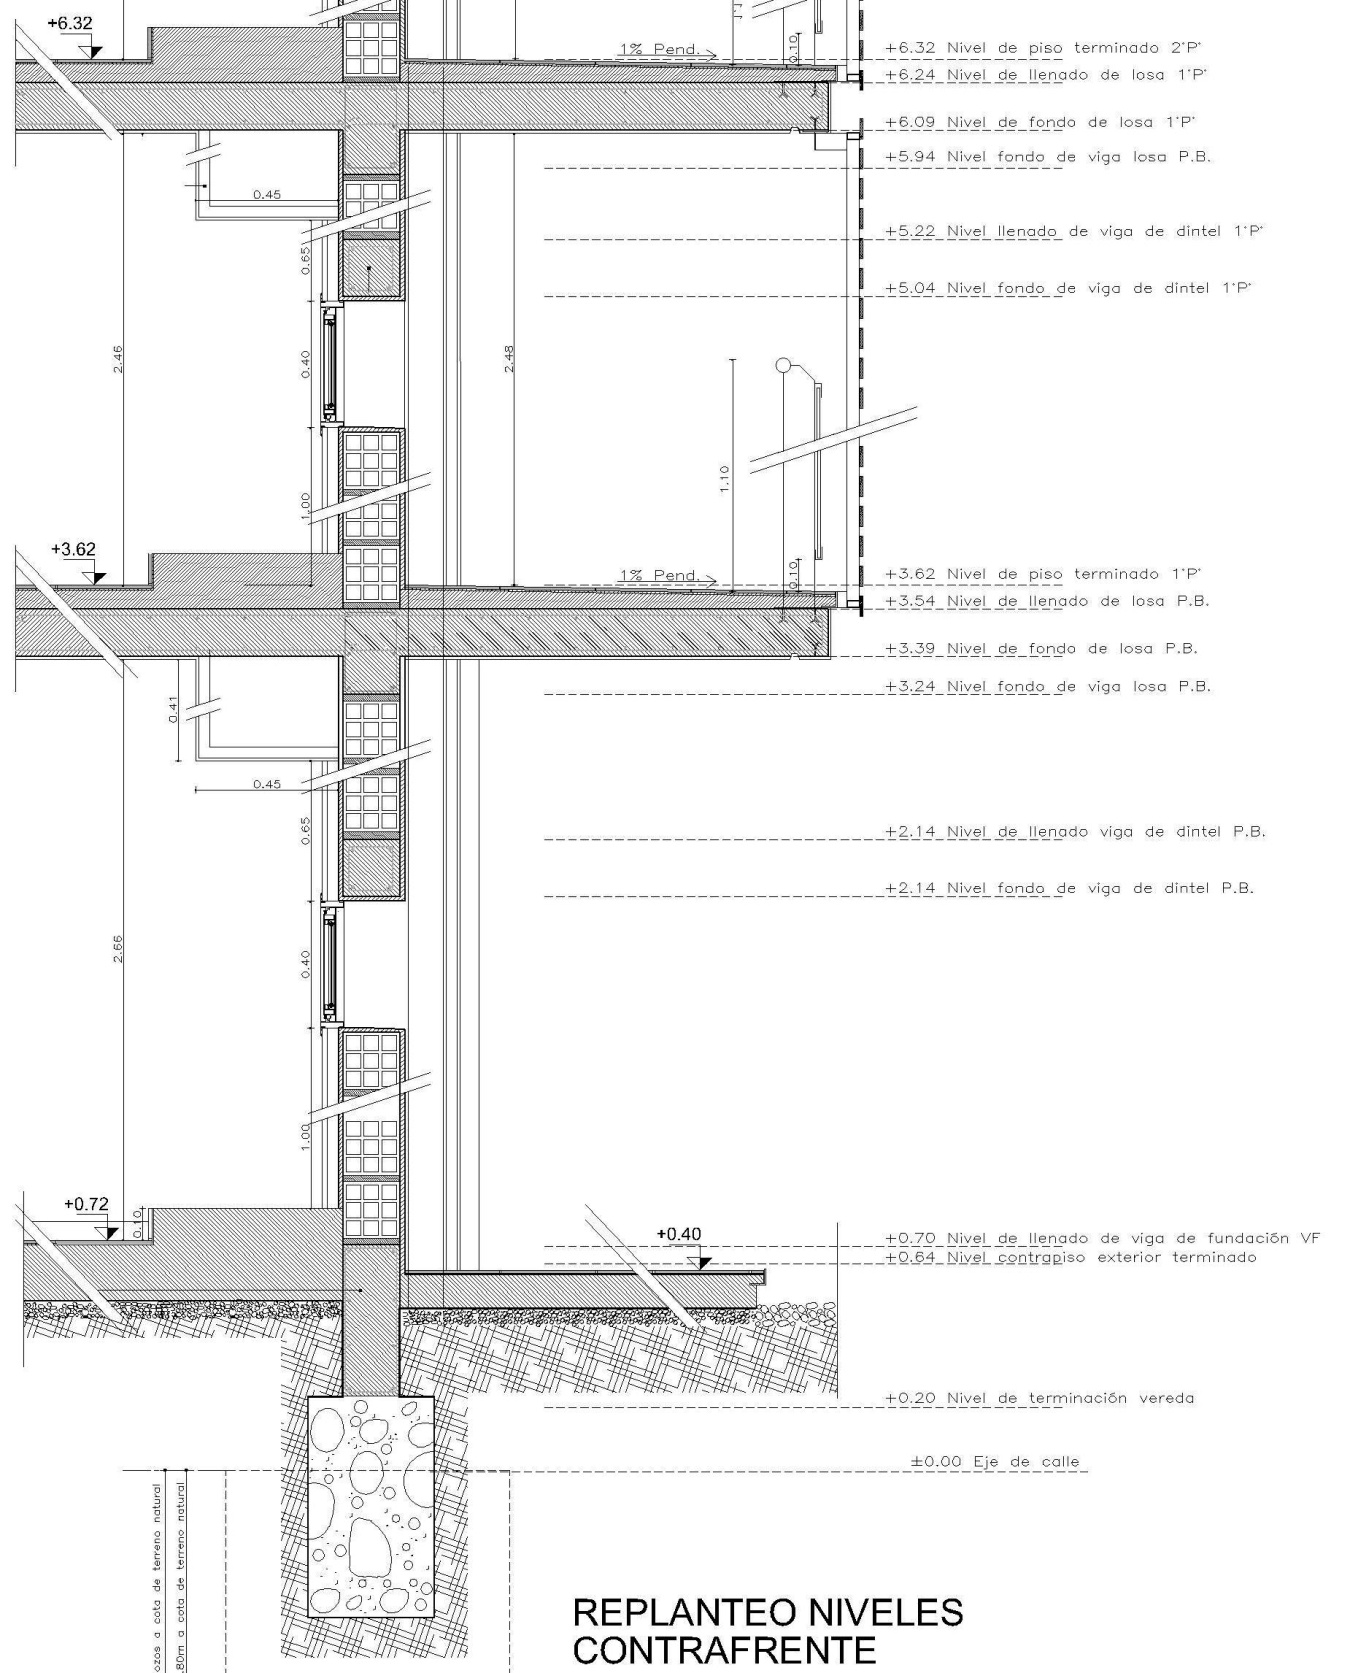 +6.32
1% Pend.
0.10
+6.32 Nivel de piso terminado 2°P°
+6.24 Nivel de llenado de losa 1°P°
+6.09 Nivel de fondo de losa 1°P°
+5.94 Nivel fondo de viga losa P.B.
0.45
+5.22 Nivel llenado de viga de dintel 1°P°
0.65
+5.04 Nivel fondo de viga de dintel 1°P°
2.46
0.40
2.48
1.10
1.00
+3.62
1% Pend.
0.10
+3.62 Nivel de piso terminado 1°P°
+3.54 Nivel de llenado de losa P.B.
+3.39 Nivel de fondo de losa P.B.
+3.24 Nivel fondo de viga losa P.B.
0.41
0.45
0.65
+2.14 Nivel de llenado viga de dintel P.B.
+2.14 Nivel fondo de viga de dintel P.B.
2.66
0.40
1.00
+0.72
0.10
+0.40
+0.70 Nivel de llenado de viga de fundación VF
+0.64 Nivel contrapiso exterior terminado
+0.20 Nivel de terminación vereda
±0.00 Eje de calle
ozos a cota de terreno natural
.80m a cota de terreno natural
REPLANTEO NIVELES
CONTRAFRENTE